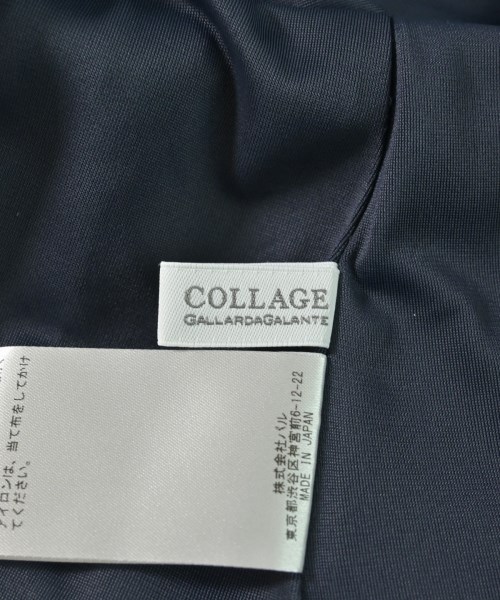 COLLAGE
GALLARDAGALANTE
アイロンは、当て布をしてかけ
てください。
株式会社パル
東京都渋谷区神宮前6-12-22
MADE IN JAPAN